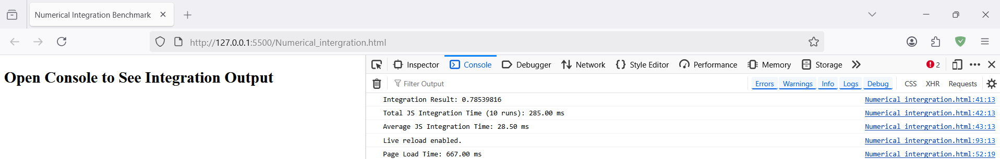 Numerical Integration Benchmark
http://127.0.0.1:5500/Numerical_intergration.html
Open Console to See Integration Output
Inspector Console Debugger Network Style Editor Performance Memory Storage 2
Filter Output Errors Warnings Info Logs Debug CSS XHR Requests
Integration Result: 0.78539816 Numerical_intergration.html:41:13
Total JS Integration Time (10 runs): 285.00 ms Numerical_intergration.html:42:13
Average JS Integration Time: 28.50 ms Numerical_intergration.html:43:13
Live reload enabled. Numerical_intergration.html:93:13
Page Load Time: 667.00 ms Numerical_intergration.html:52:19